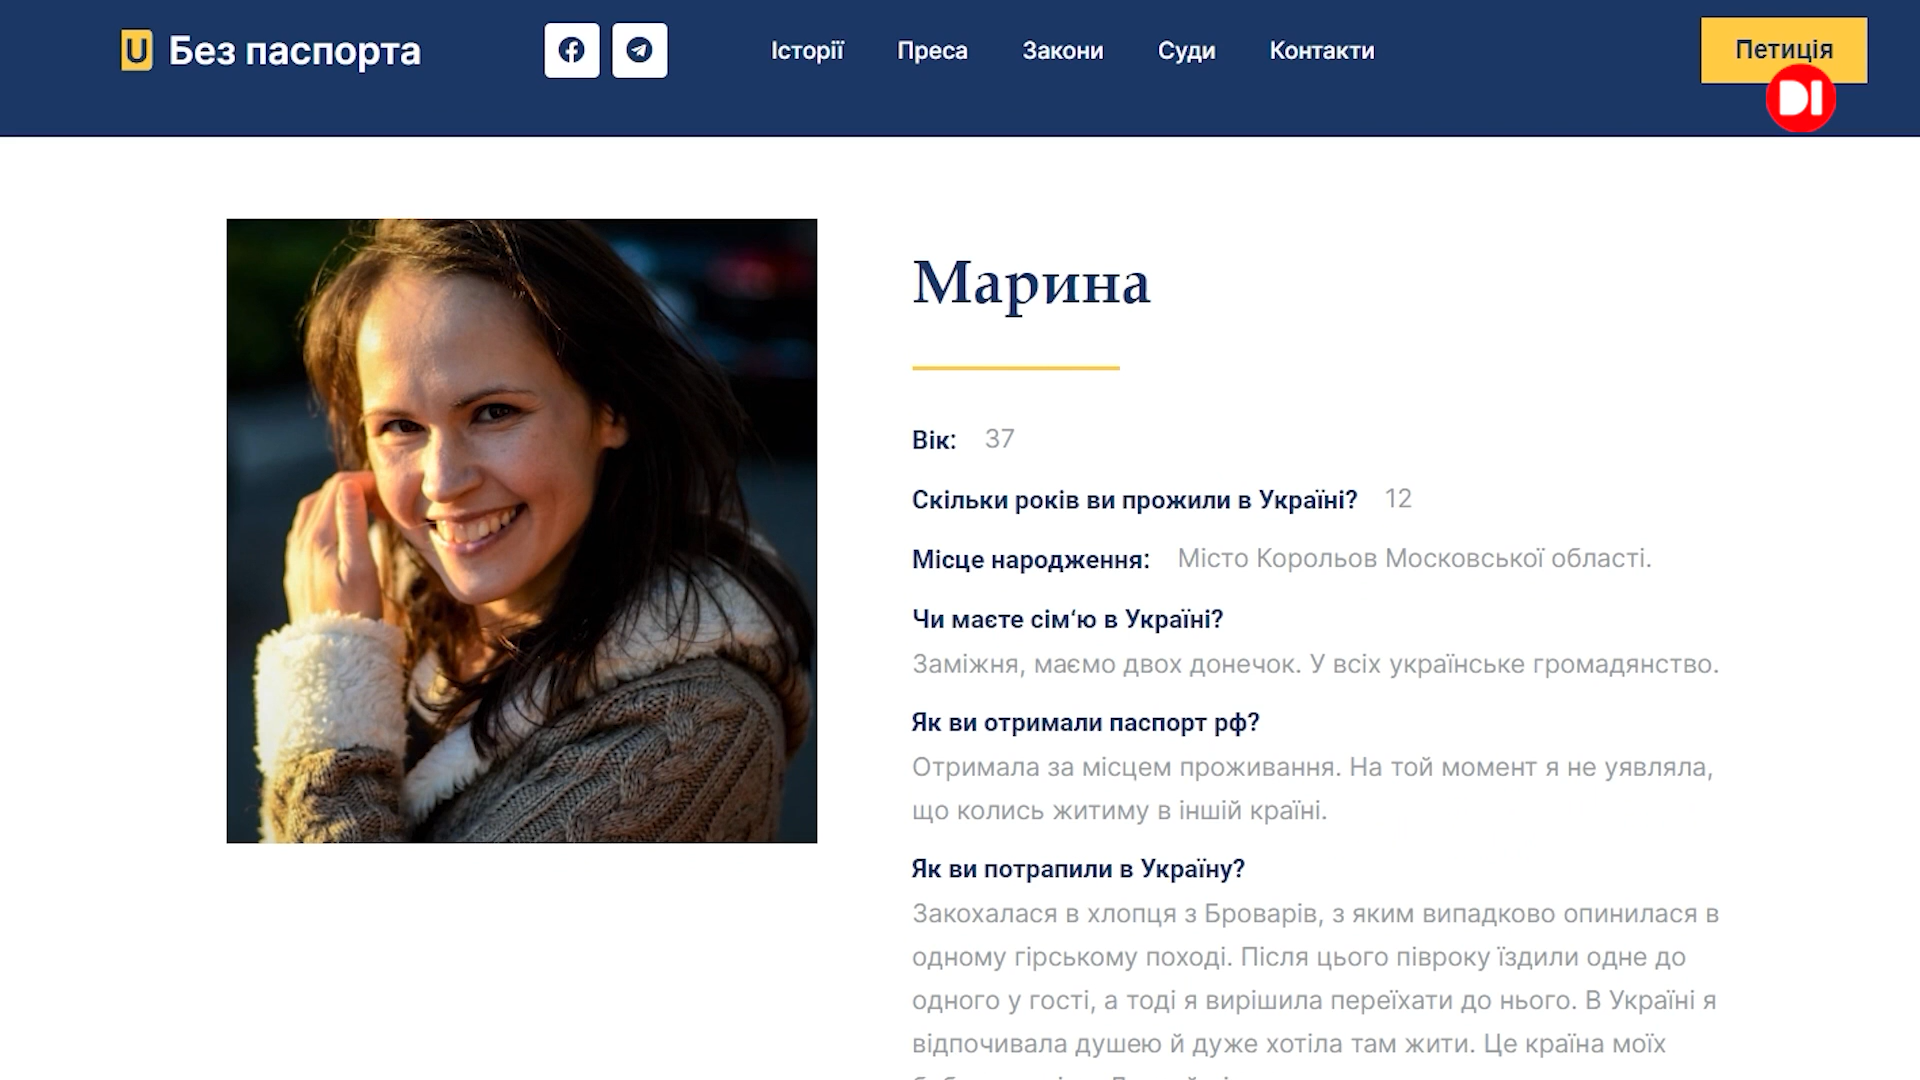 U Без паспорта
Історії Преса Закони Суди Контакти
Петиція
DI
Марина
Вік: 37
Скільки років ви прожили в Україні? 12
Місце народження: Місто Корольов Московської області.
Чи маєте сім‘ю в Україні?
Заміжня, маємо двох донечок. У всіх українське громадянство.
Як ви отримали паспорт рф?
Отримала за місцем проживання. На той момент я не уявляла,
що колись житиму в іншій країні.
Як ви потрапили в Україну?
Закохалася в хлопця з Броварів, з яким випадково опинилася в
одному гірському поході. Після цього півроку їздили одне до
одного у гості, а тоді я вирішила переїхати до нього. В Україні я
відпочивала душею й дуже хотіла там жити. Це країна моїх